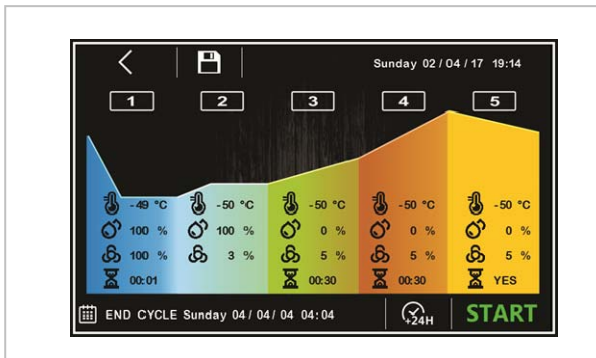 Sunday 02 / 04 / 17 19:14
1 2 3 4 5
-49 °C -50 °C -50 °C -50 °C -50 °C
100 % 100 % 0 % 0 % 0 %
100 % 3 % 5 % 5 % 5 %
00:01 00:30 00:30 YES
END CYCLE Sunday 04 / 04 / 04 04:04 +24H START